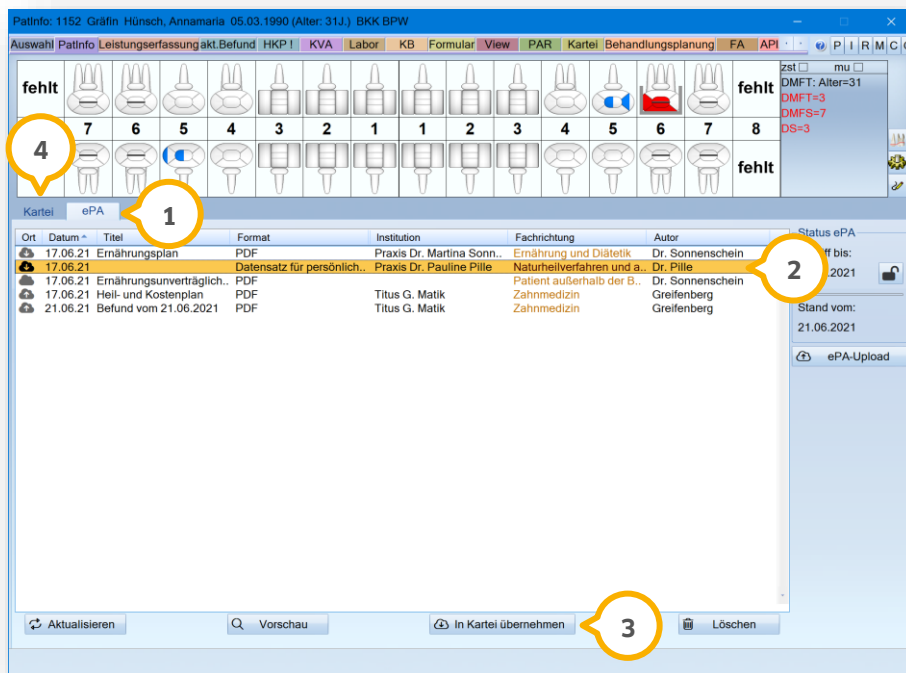 PatInfo: 1152 Gräfin Hünsch, Annamaria 05.03.1990 (Alter: 31J.) BKK BPW
Auswahl PatInfo Leistungserfassung akt.Befund HKP ! KVA Labor KB Formular View PAR Kartei Behandlungsplanung FA API P I R M C
zst mu
fehlt fehlt DMFT: Alter=31
DMFT=3
DMFS=7
7 6 5 4 3 2 1 1 2 3 4 5 6 7 8 DS=3
4
fehlt
Kartei ePA 1
Ort Datum Titel Format Institution Fachrichtung Autor Status ePA
17.06.21 Ernährungsplan PDF Praxis Dr. Martina Sonn.. Ernährung und Diätetik Dr. Sonnenschein ff bis:
17.06.21 Datensatz für persönlich.. Praxis Dr. Pauline Pille Naturheilverfahren und a.. Dr. Pille 2 .2021
17.06.21 Ernährungsunverträglich.. PDF Patient außerhalb der B.. Dr. Sonnenschein
17.06.21 Heil- und Kostenplan PDF Titus G. Matik Zahnmedizin Greifenberg Stand vom:
21.06.21 Befund vom 21.06.2021 PDF Titus G. Matik Zahnmedizin Greifenberg
21.06.2021
ePA-Upload
Aktualisieren Vorschau In Kartei übernehmen 3 Löschen